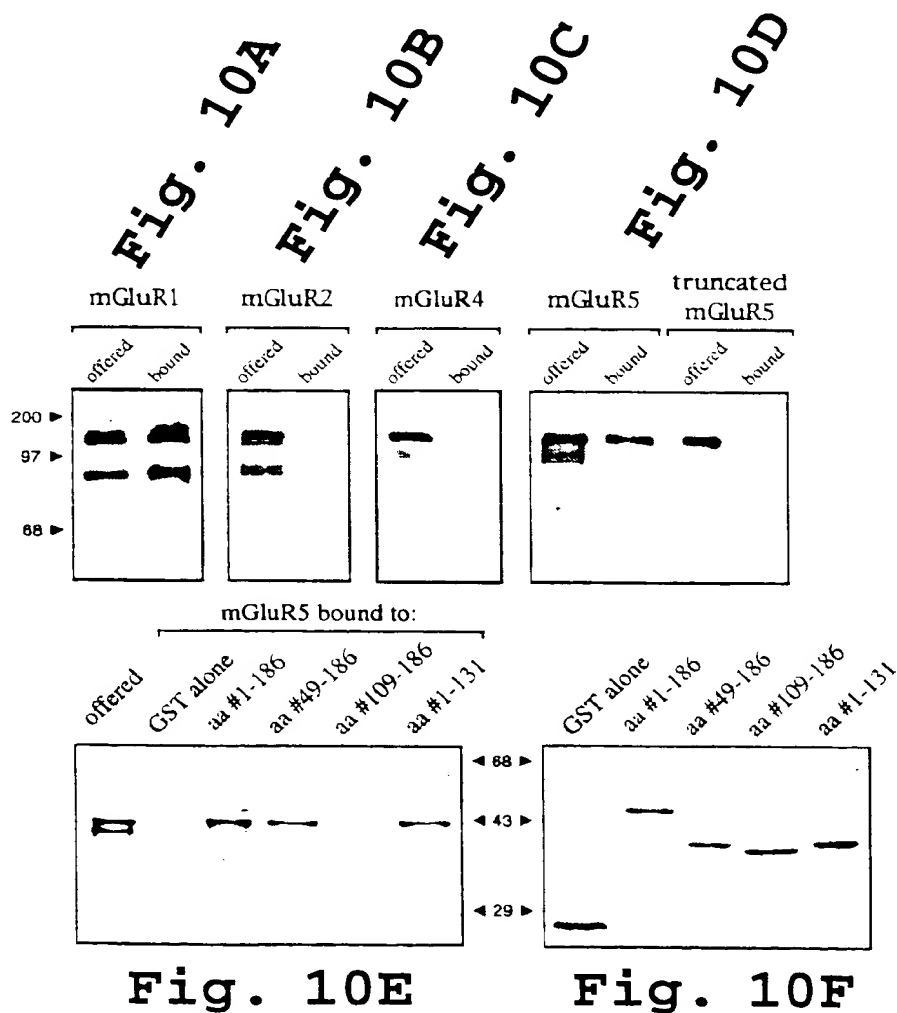 Fig. 10A
Fig. 10B
Fig. 10C
Fig. 10D
mGluR1
mGluR2
mGluR4
mGluR5
truncated
mGluR5
offered
bound
offered
bound
offered
bound
offered
bound
offered
bound
200 ►
97 ►
68 ►
mGluR5 bound to:
offered
GST alone
aa #1-186
aa #49-186
aa #109-186
aa #1-131
GST alone
aa #1-186
aa #49-186
aa #109-186
aa #1-131
◄ 68 ►
◄ 43 ►
◄ 29 ►
Fig. 10E
Fig. 10F